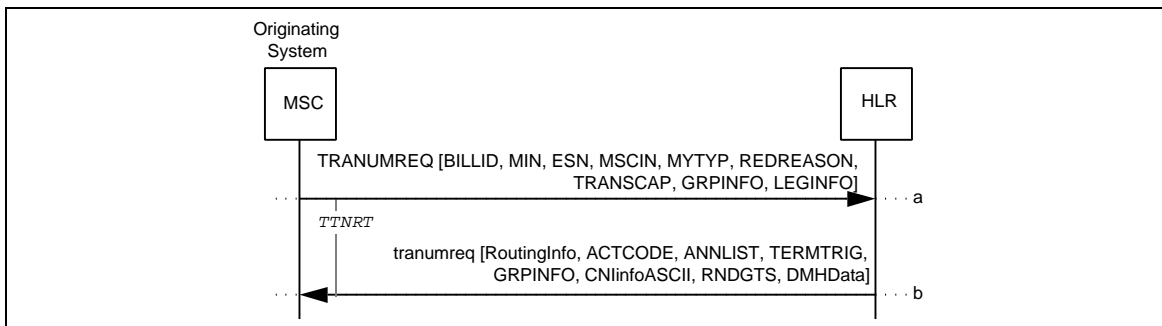 Originating
System
MSC
HLR
TRANUMREQ [BILLID, MIN, ESN, MSCIN, MYTYP, REDREASON,
TRANSCAP, GRPINFO, LEGINFO]
a
TTNRT
tranumreq [RoutingInfo, ACTCODE, ANNLIST, TERMTRIG,
GRPINFO, CNIinfoASCII, RNDGTS, DMHData]
b